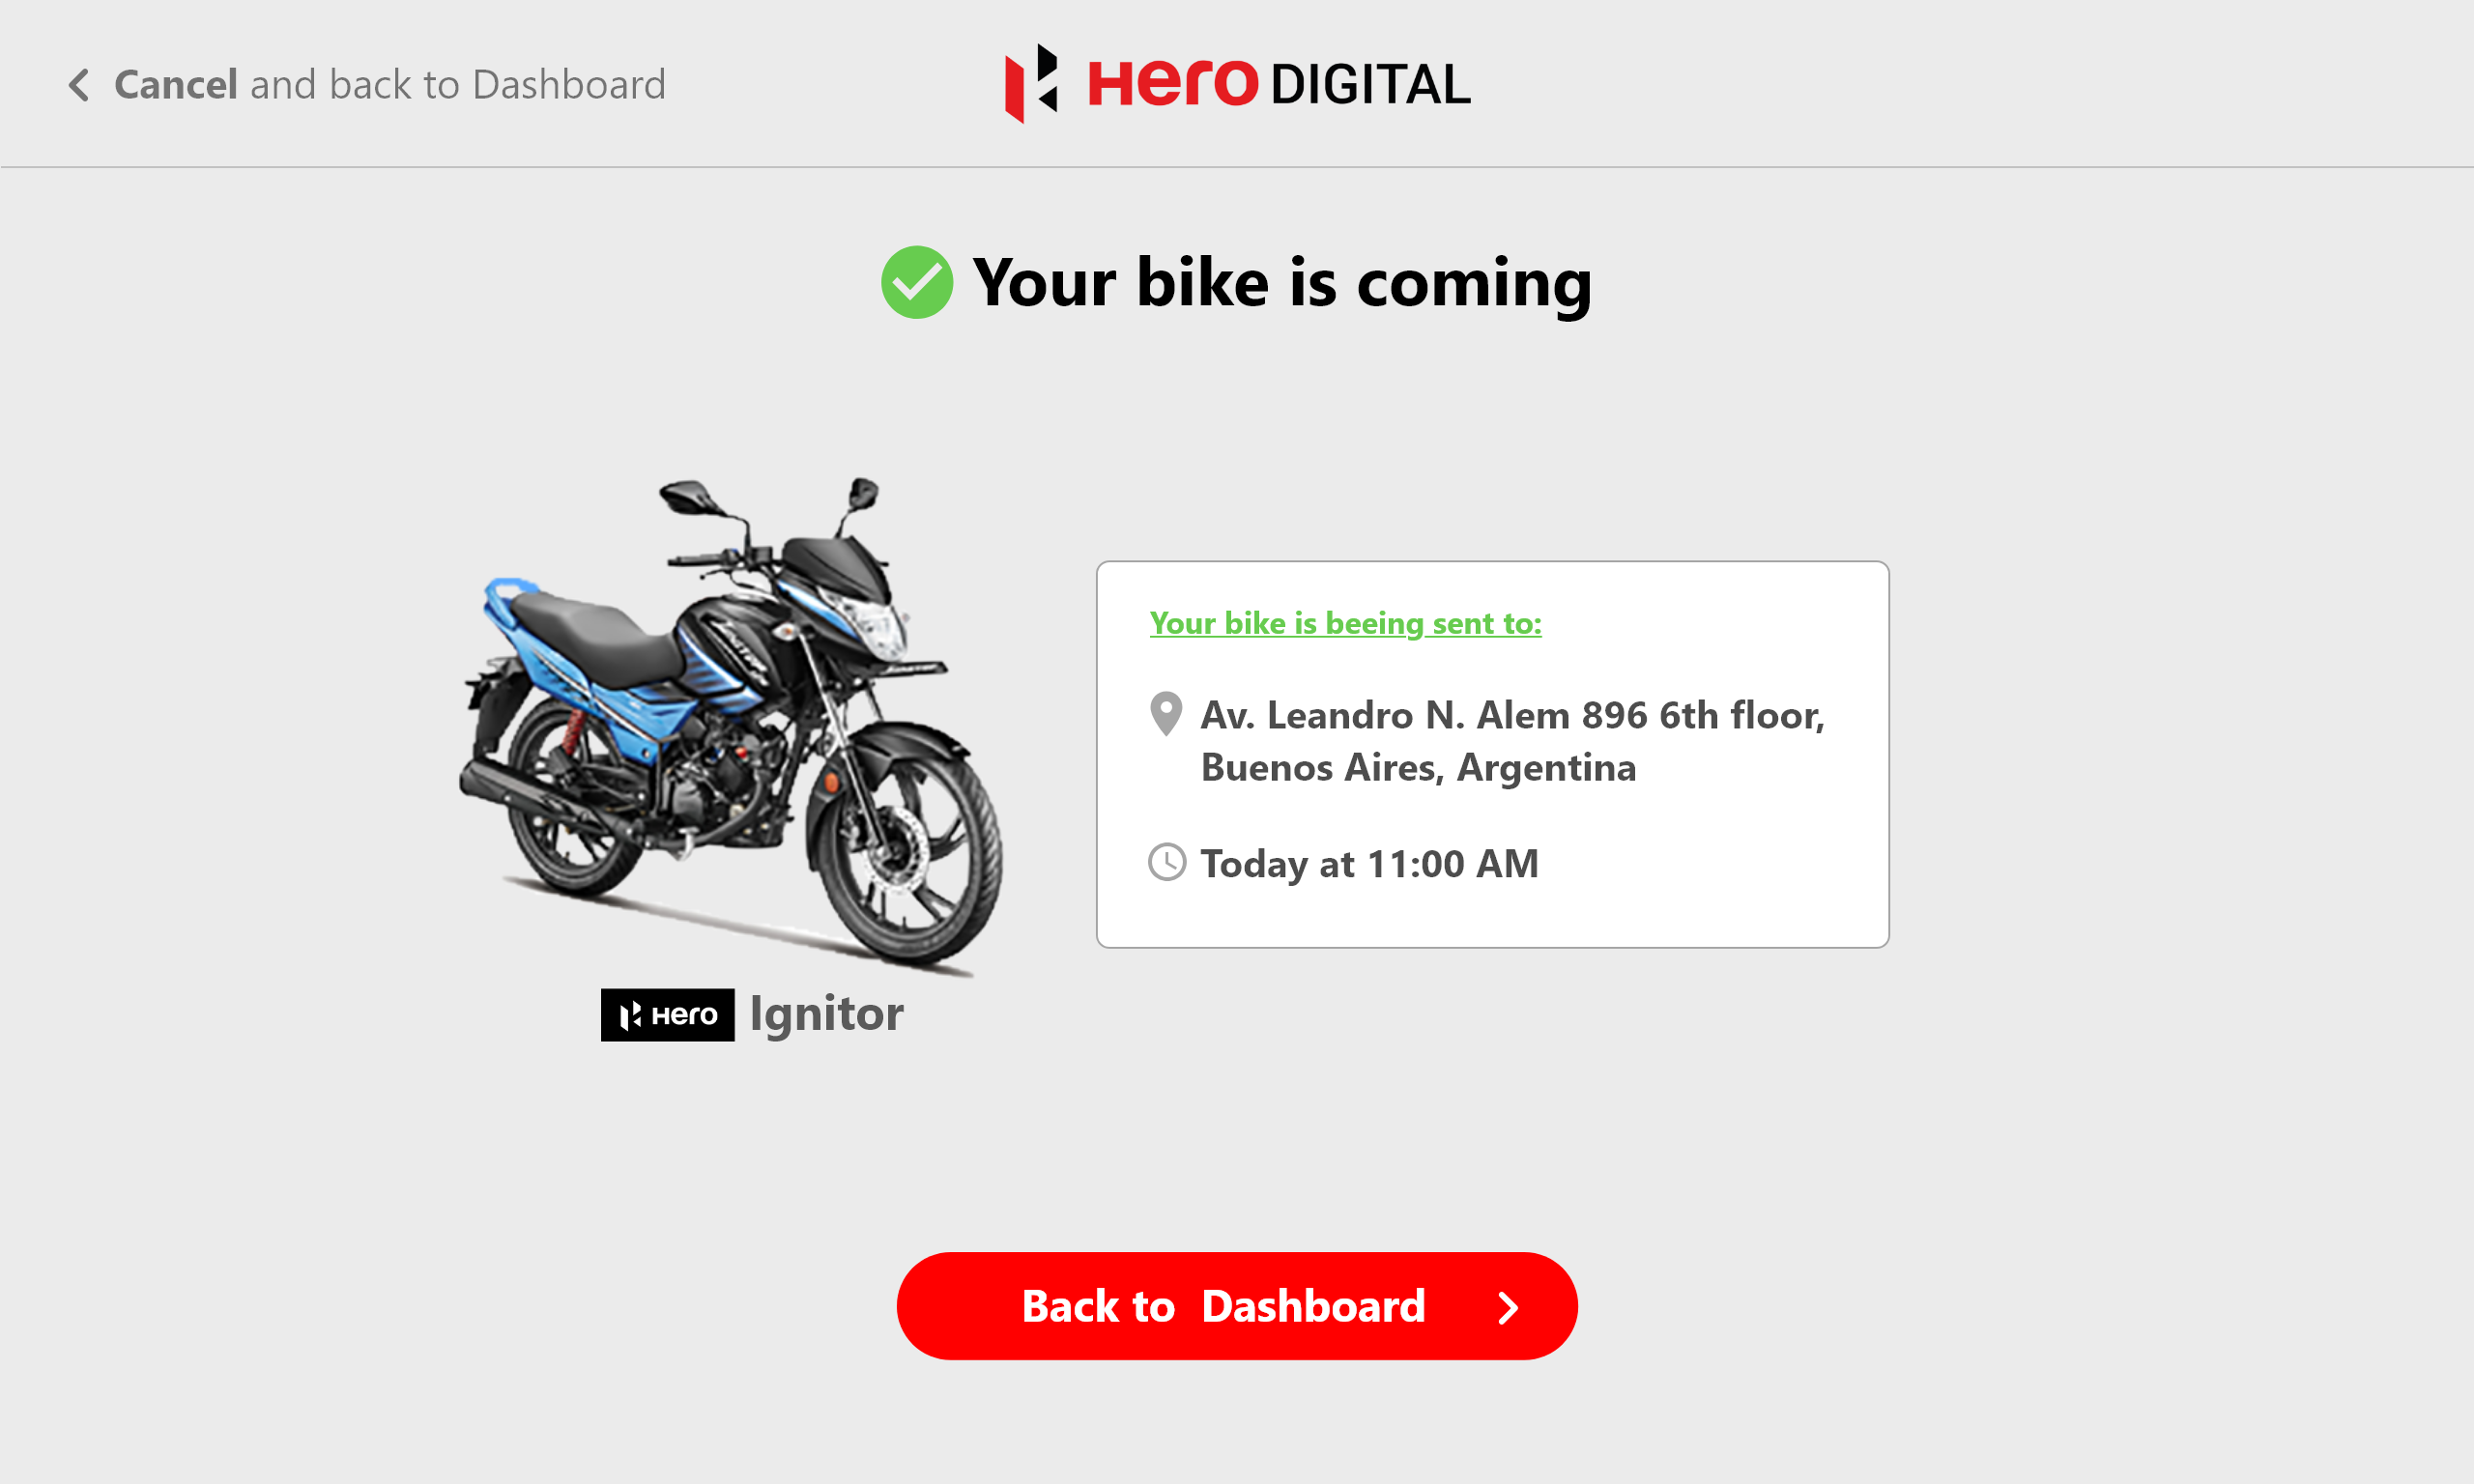 Cancel and back to Dashboard
Hero DIGITAL
Your bike is coming
Your bike is beeing sent to:
Av. Leandro N. Alem 896 6th floor,
Buenos Aires, Argentina
Today at 11:00 AM
Hero Ignitor
Back to Dashboard